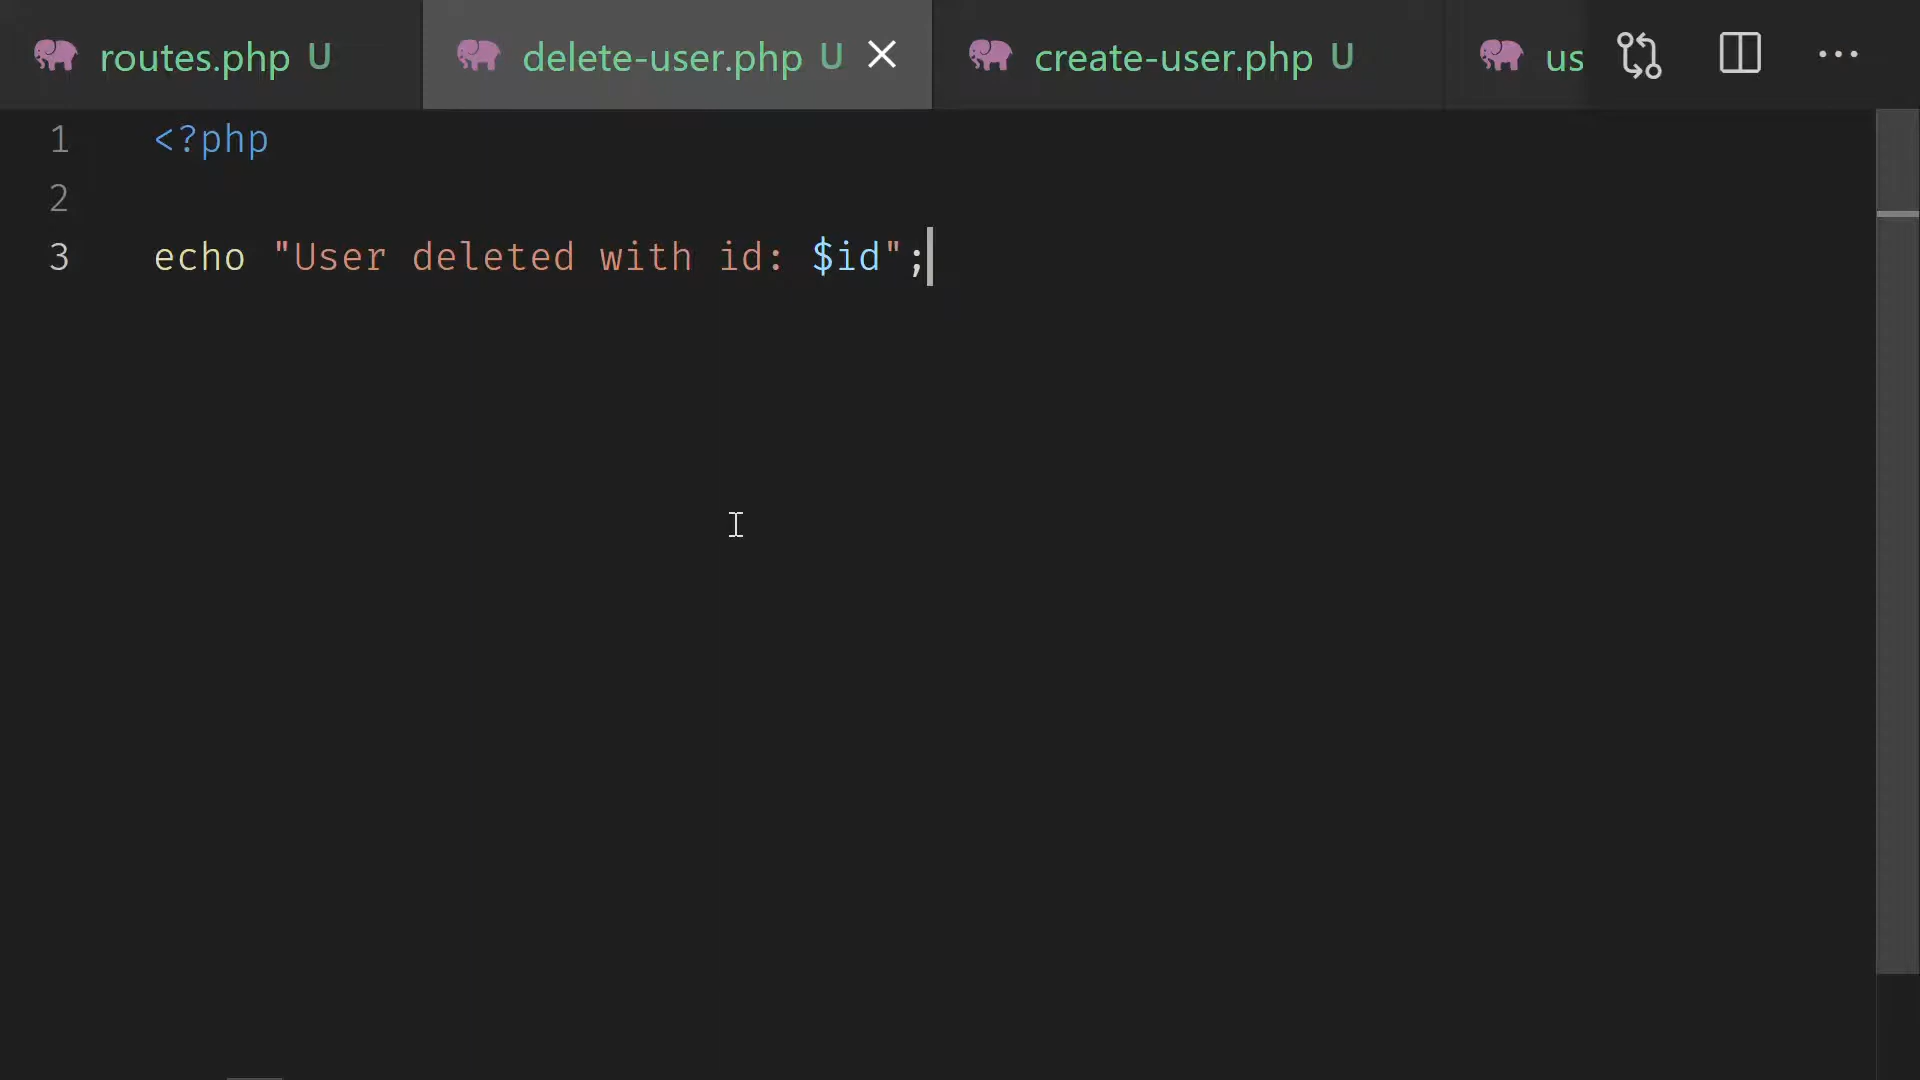 routes.php U delete-user.php U create-user.php U us
1 <?php
2
3 echo "User deleted with id: $id";